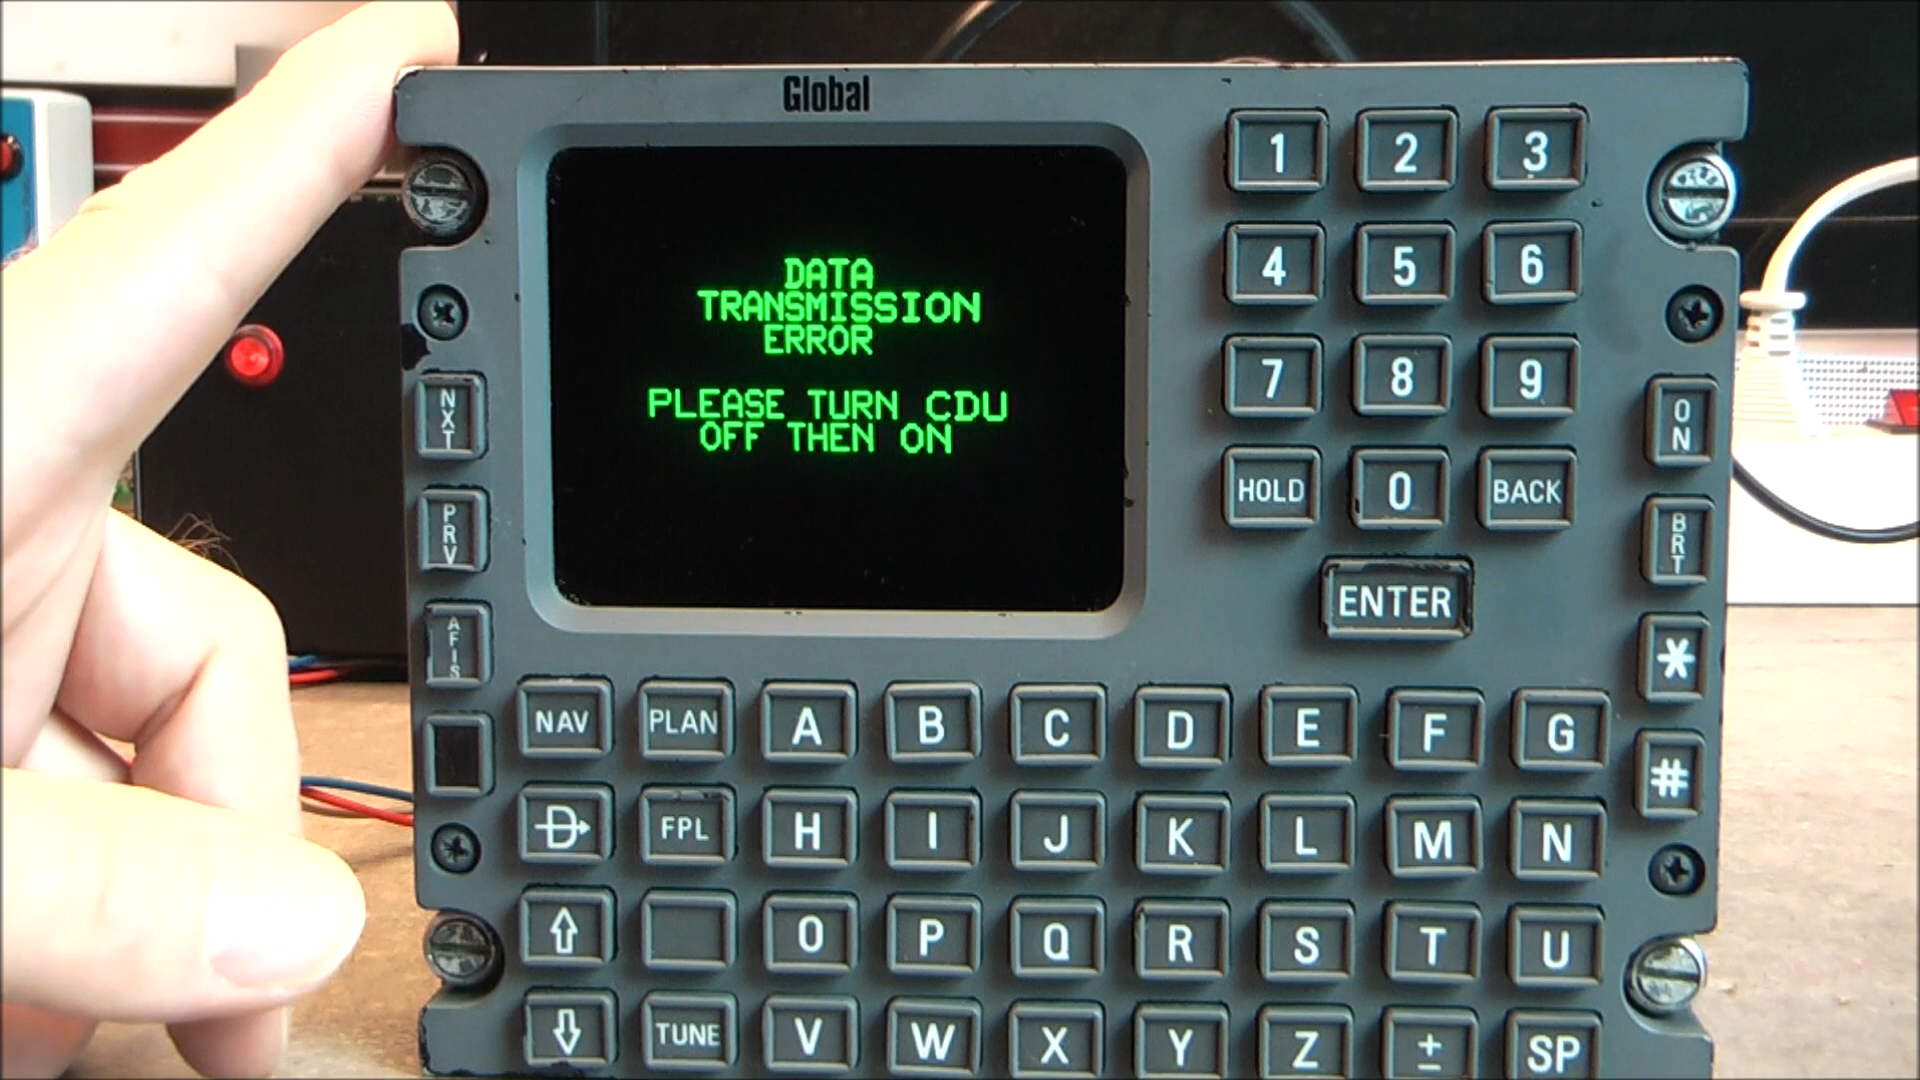 Global
DATA
TRANSMISSION
ERROR
PLEASE TURN CDU
OFF THEN ON
1 2 3
4 5 6
7 8 9
HOLD 0 BACK
ENTER
NXT
PRV
AFIS
ON
BRT
*
#
NAV PLAN A B C D E F G
D FPL H I J K L M N
O P Q R S T U
TUNE V W X Y Z ± SP